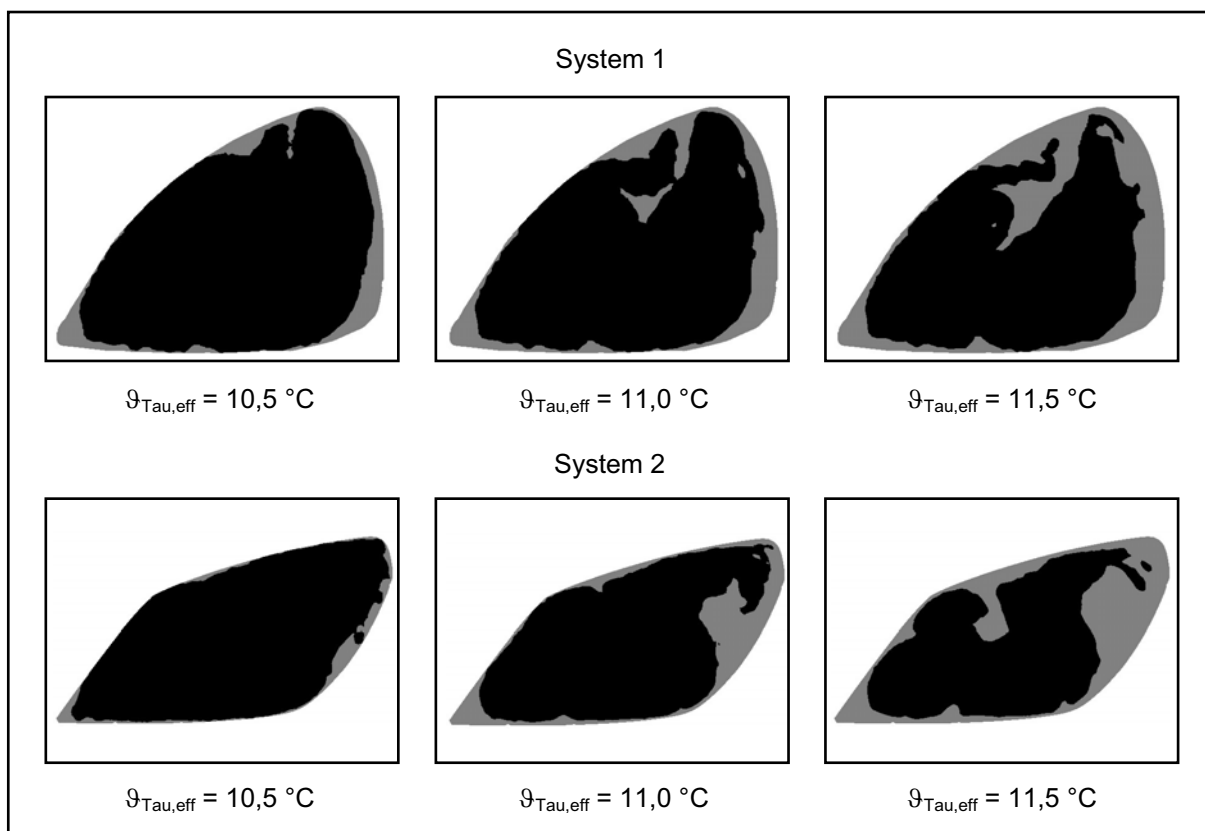 System 1
ϑTau,eff = 10,5 °C
ϑTau,eff = 11,0 °C
ϑTau,eff = 11,5 °C
System 2
ϑTau,eff = 10,5 °C
ϑTau,eff = 11,0 °C
ϑTau,eff = 11,5 °C